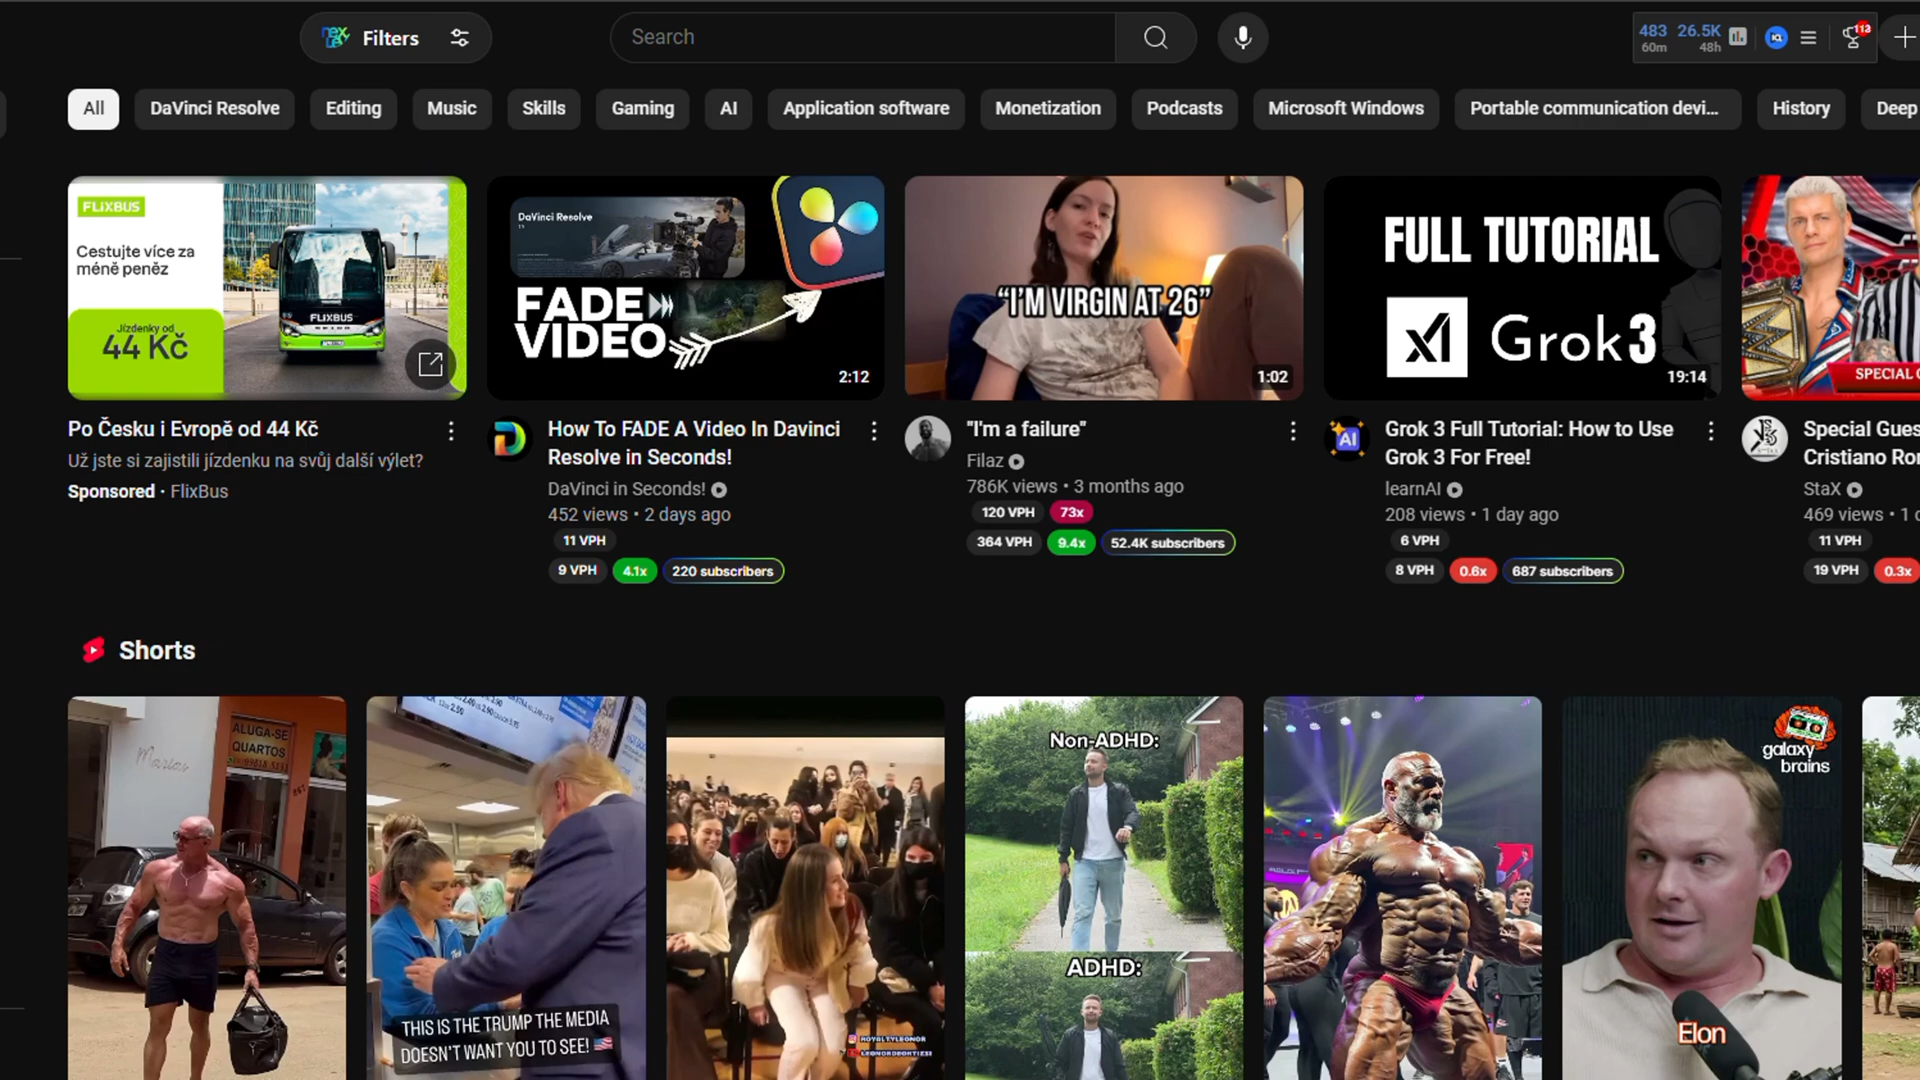 Filters
Search
483
60m
26.5K
48h
113
All
DaVinci Resolve
Editing
Music
Skills
Gaming
AI
Application software
Monetization
Podcasts
Microsoft Windows
Portable communication devi...
History
Deep
FLiXBUS
Cestujte více za
méně peněz
Jízdenky od
44 Kč
FLiXBUS
Po Česku i Evropě od 44 Kč
Už jste si zajistili jízdenku na svůj další výlet?
Sponsored · FlixBus
DaVinci Resolve
FADE
VIDEO
2:12
How To FADE A Video In Davinci
Resolve in Seconds!
DaVinci in Seconds!
452 views • 2 days ago
11 VPH
9 VPH
4.1x
220 subscribers
“I'M VIRGIN AT 26”
1:02
"I'm a failure"
Filaz
786K views • 3 months ago
120 VPH
73x
364 VPH
9.4x
52.4K subscribers
FULL TUTORIAL
Grok 3
19:14
AI
Grok 3 Full Tutorial: How to Use
Grok 3 For Free!
learnAI
208 views • 1 day ago
6 VPH
8 VPH
0.6x
687 subscribers
SPECIAL
Special Gues
Cristiano Ro
StaX
469 views • 1
11 VPH
19 VPH
0.3x
Shorts
ALUGA-SE
QUARTOS
Marias
THIS IS THE TRUMP THE MEDIA
DOESN'T WANT YOU TO SEE!
ROYALTYLEONOR
Non-ADHD:
ADHD:
galaxy
brains
Elon